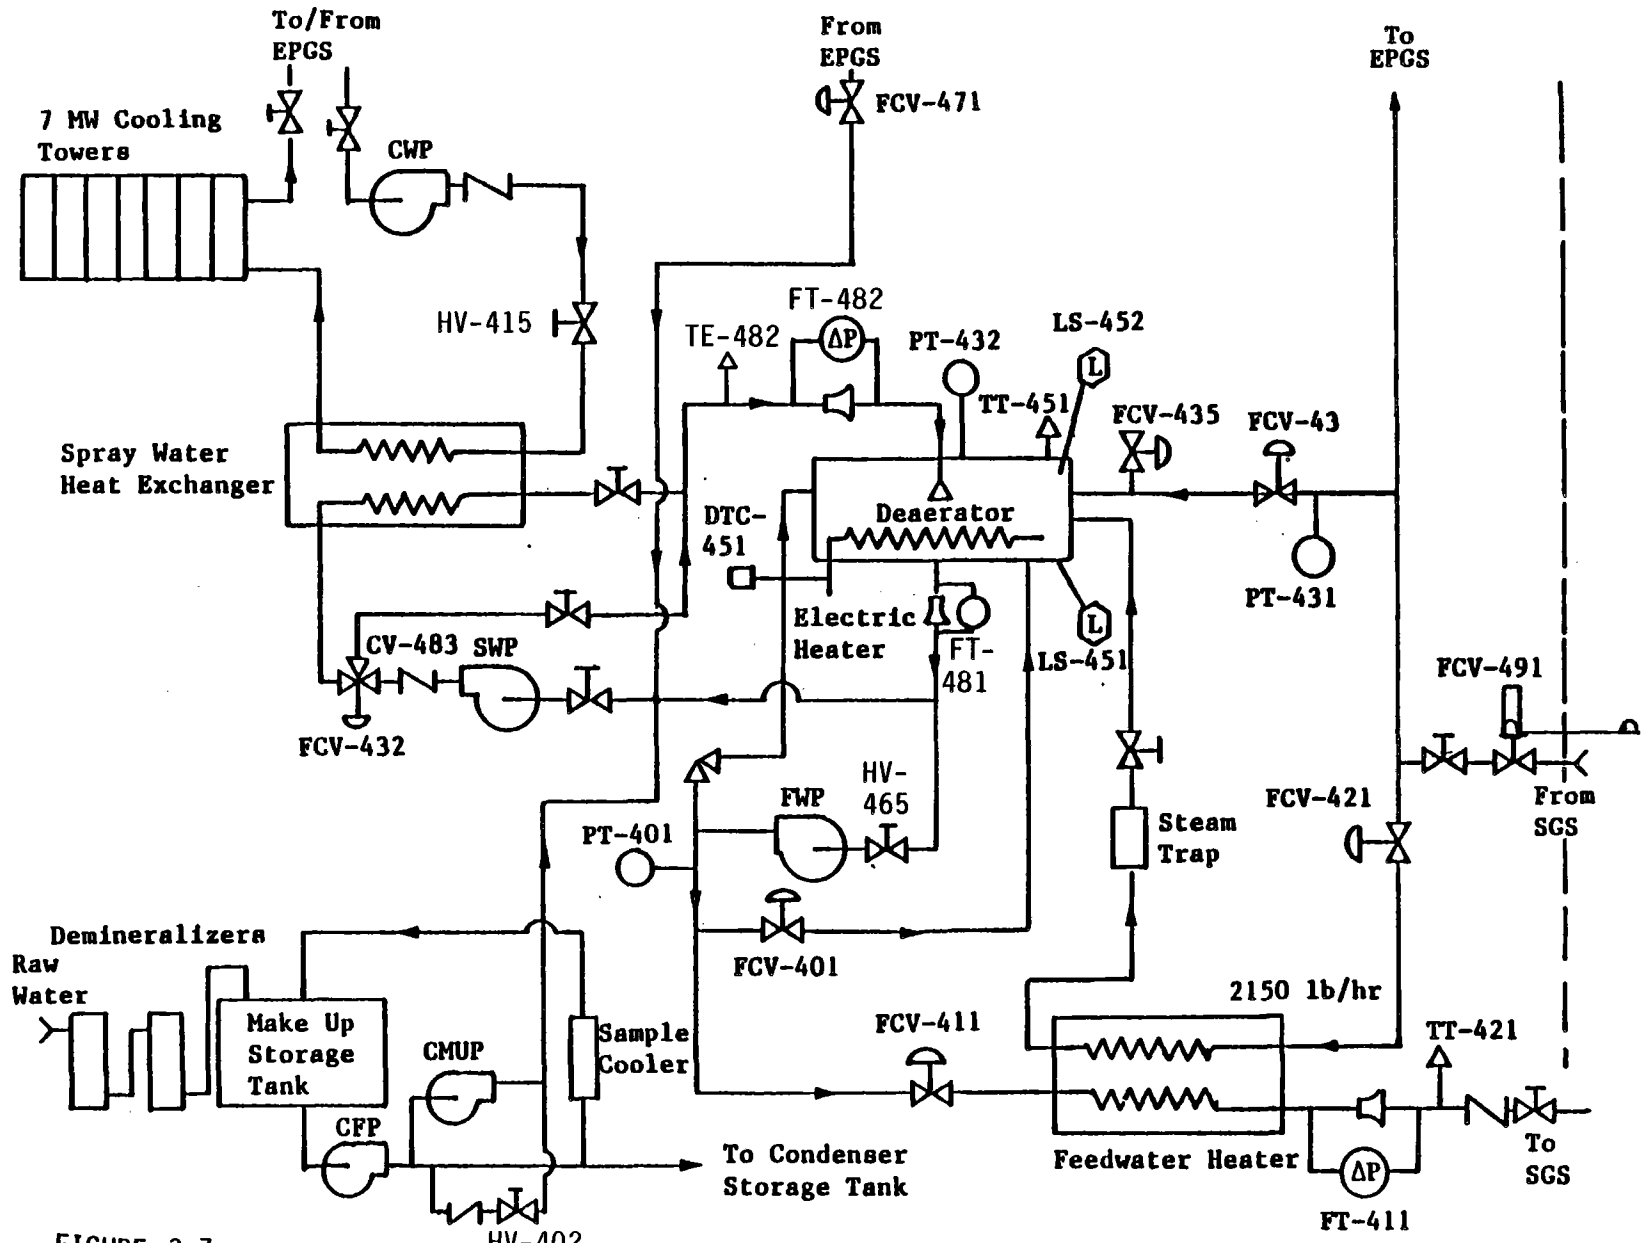 To/From
EPGS
From
EPGS
To
EPGS
FCV-471
7 MW Cooling
Towers
CWP
HV-415
FT-482
ΔP
TE-482
PT-432
LS-452
L
TT-451
FCV-435
FCV-43
Spray Water
Heat Exchanger
DTC-
451
Deaerator
PT-431
Electric
Heater
FT-
481
L
LS-451
CV-483
SWP
FCV-432
FCV-491
From
SGS
HV-
465
FWP
PT-401
FCV-421
Steam
Trap
FCV-401
Demineralizers
Raw
Water
Make Up
Storage
Tank
CMUP
Sample
Cooler
FCV-411
2150 lb/hr
TT-421
CFP
To Condenser
Storage Tank
Feedwater Heater
ΔP
To
SGS
FT-411
HV-402